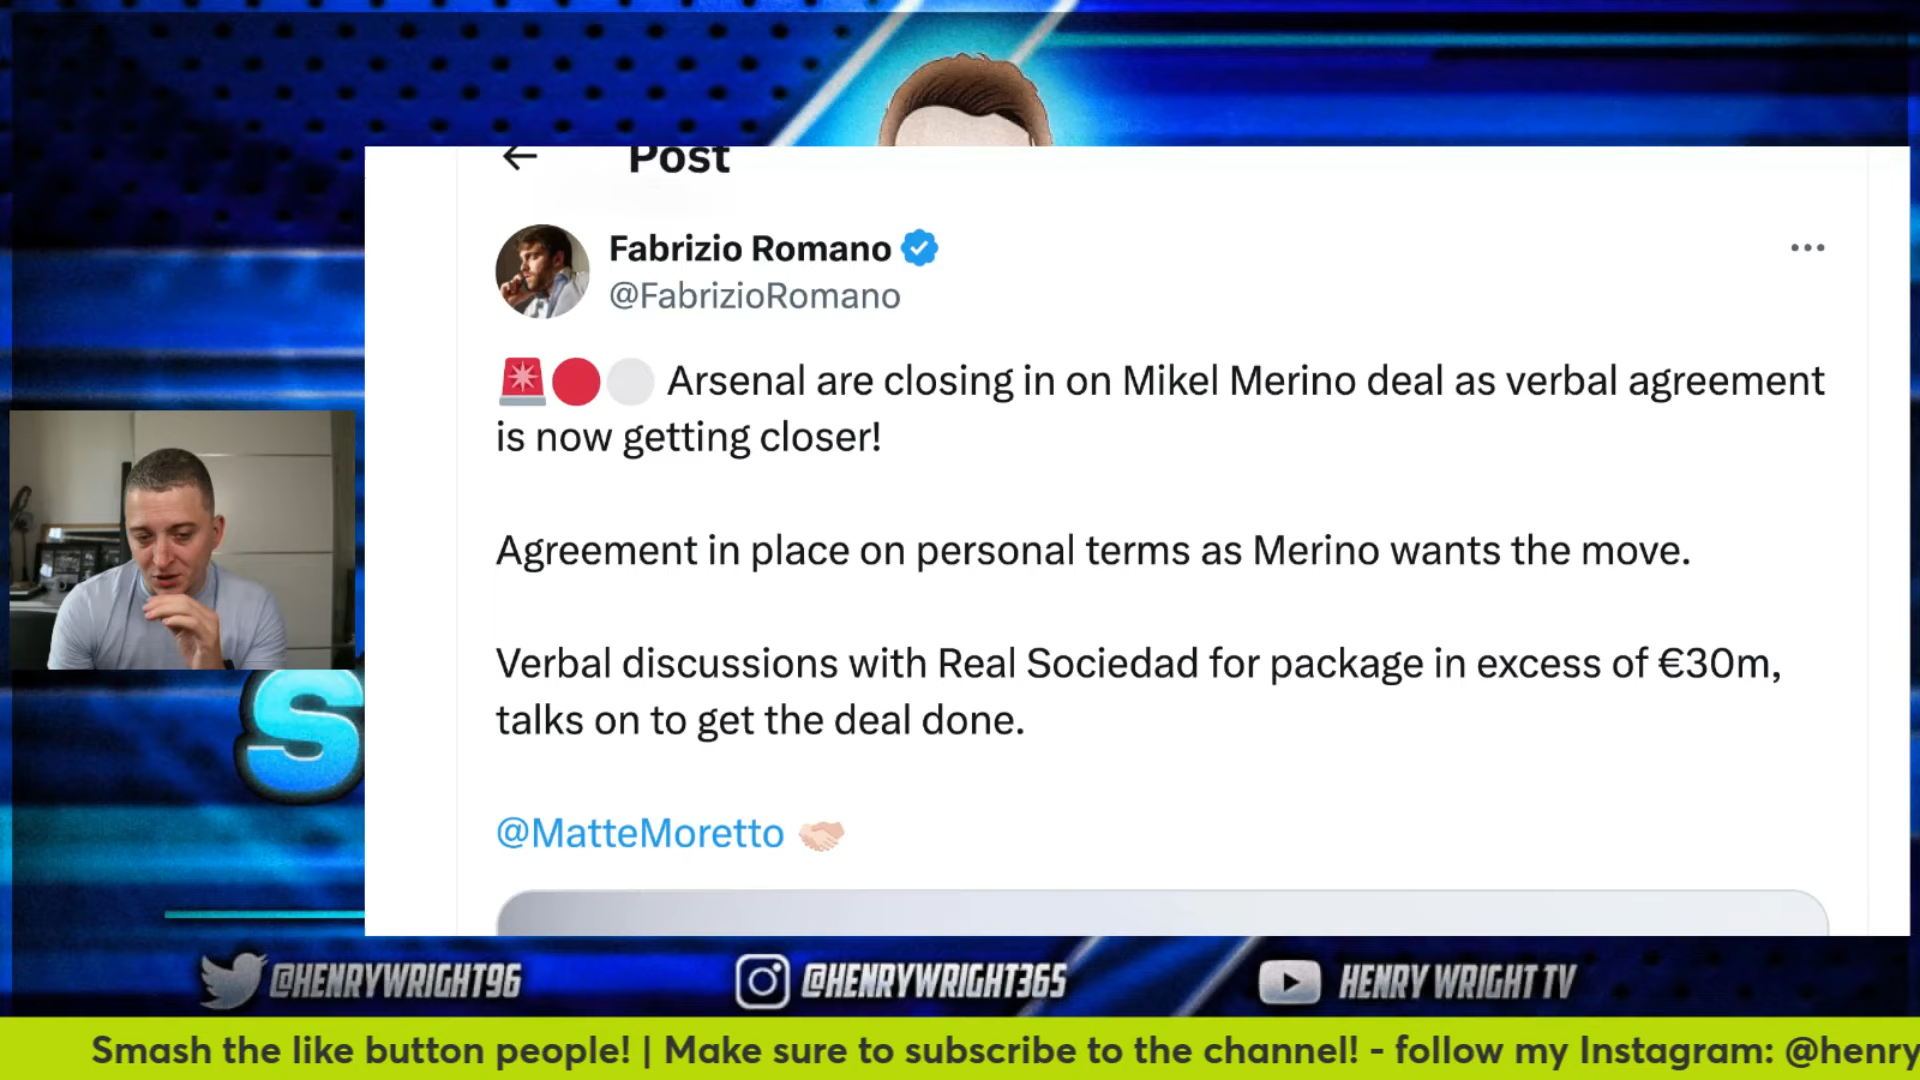 Post
Fabrizio Romano
@FabrizioRomano
Arsenal are closing in on Mikel Merino deal as verbal agreement
is now getting closer!
Agreement in place on personal terms as Merino wants the move.
Verbal discussions with Real Sociedad for package in excess of €30m,
talks on to get the deal done.
@MatteMoretto
S
@HENRYWRIGHT96
@HENRYWRIGHT365
HENRY WRIGHT TV
Smash the like button people! | Make sure to subscribe to the channel! - follow my Instagram: @henry